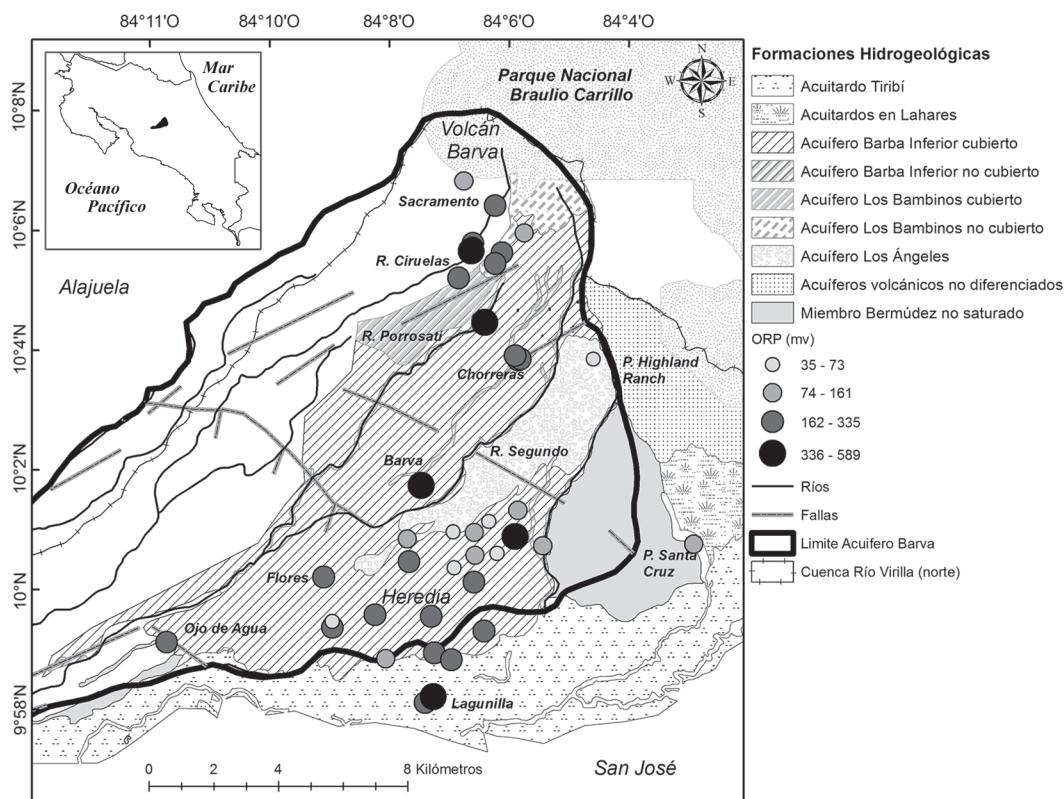 84°11'O 84°10'O 84°8'O 84°6'O 84°4'O
10°8'N
10°6'N
10°4'N
10°2'N
10°0'N
9°58'N
Mar
Caribe
Océano
Pacífico
Parque Nacional
Braulio Carrillo
N
W E
S
Volcán
Barva
Sacramento
R. Ciruelas
Alajuela
R. Porrosatí
Chorreras
P. Highland
Ranch
Barva
R. Segundo
Flores
Heredia
P. Santa
Cruz
Ojo de Agua
Lagunilla
San José
0 2 4 8 Kilómetros
Formaciones Hidrogeológicas
Acuitardo Tiribí
Acuitardos en Lahares
Acuífero Barba Inferior cubierto
Acuífero Barba Inferior no cubierto
Acuífero Los Bambinos cubierto
Acuífero Los Bambinos no cubierto
Acuífero Los Ángeles
Acuíferos volcánicos no diferenciados
Miembro Bermúdez no saturado
ORP (mv)
35 - 73
74 - 161
162 - 335
336 - 589
Ríos
Fallas
Limite Acuifero Barva
Cuenca Río Virilla (norte)